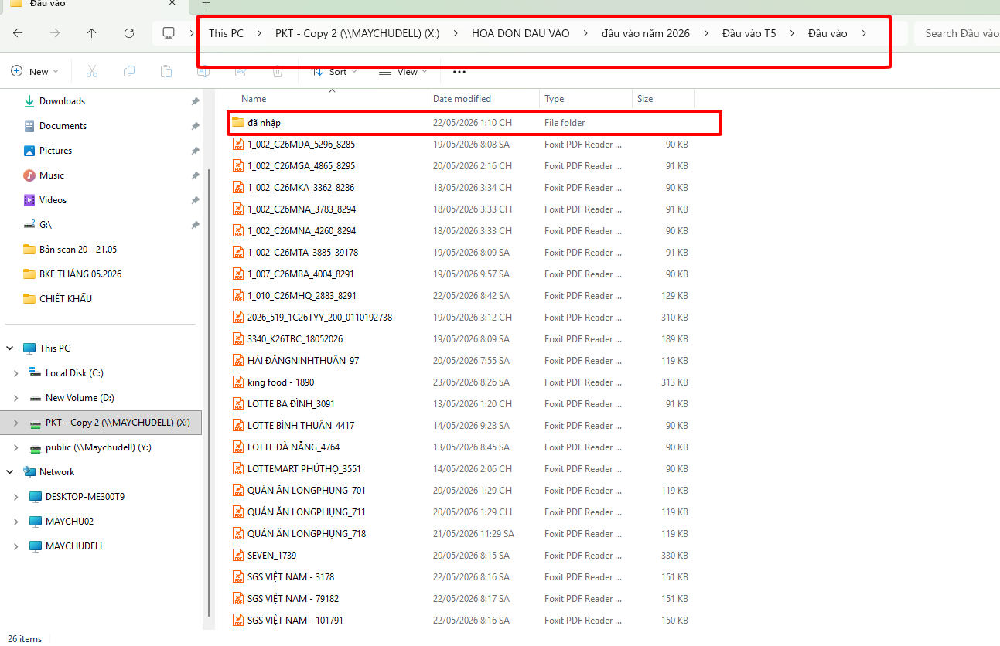 Đầu vào
This PC > PKT - Copy 2 (\\MAYCHUDELL) (X:) > HOA DON DAU VAO > đầu vào năm 2026 > Đầu vào T5 > Đầu vào >
Search Đầu vào
New
Sort
View
Downloads
Documents
Pictures
Music
Videos
G:\
Bản scan 20 - 21.05
BKE THÁNG 05.2026
CHIẾT KHẤU
This PC
Local Disk (C:)
New Volume (D:)
PKT - Copy 2 (\\MAYCHUDELL) (X:)
public (\\Maychudell) (Y:)
Network
DESKTOP-ME300T9
MAYCHU02
MAYCHUDELL
Name Date modified Type Size
đã nhập 22/05/2026 1:10 CH File folder
1_002_C26MDA_5296_8285 19/05/2026 8:08 SA Foxit PDF Reader ... 90 KB
1_002_C26MGA_4865_8295 20/05/2026 2:16 CH Foxit PDF Reader ... 91 KB
1_002_C26MKA_3362_8286 18/05/2026 3:34 CH Foxit PDF Reader ... 90 KB
1_002_C26MNA_3783_8294 18/05/2026 3:33 CH Foxit PDF Reader ... 91 KB
1_002_C26MNA_4260_8294 18/05/2026 3:33 CH Foxit PDF Reader ... 90 KB
1_002_C26MTA_3885_39178 19/05/2026 8:09 SA Foxit PDF Reader ... 91 KB
1_007_C26MBA_4004_8291 19/05/2026 9:57 SA Foxit PDF Reader ... 90 KB
1_010_C26MHQ_2883_8291 22/05/2026 8:42 SA Foxit PDF Reader ... 129 KB
2026_519_1C26TYY_200_0110192738 19/05/2026 3:12 CH Foxit PDF Reader ... 310 KB
3340_K26TBC_18052026 19/05/2026 8:09 SA Foxit PDF Reader ... 189 KB
HẢI ĐĂNGNINHTHUẬN_97 20/05/2026 7:55 SA Foxit PDF Reader ... 119 KB
king food - 1890 23/05/2026 8:26 SA Foxit PDF Reader ... 313 KB
LOTTE BA ĐÌNH_3091 13/05/2026 1:20 CH Foxit PDF Reader ... 91 KB
LOTTE BÌNH THUẬN_4417 14/05/2026 9:28 SA Foxit PDF Reader ... 90 KB
LOTTE ĐÀ NẴNG_4764 13/05/2026 8:45 SA Foxit PDF Reader ... 90 KB
LOTTEMART PHÚTHỌ_3551 14/05/2026 2:06 CH Foxit PDF Reader ... 90 KB
QUÁN ĂN LONGPHỤNG_701 20/05/2026 1:29 CH Foxit PDF Reader ... 119 KB
QUÁN ĂN LONGPHỤNG_711 20/05/2026 1:29 CH Foxit PDF Reader ... 119 KB
QUÁN ĂN LONGPHỤNG_718 21/05/2026 11:29 SA Foxit PDF Reader ... 119 KB
SEVEN_1739 20/05/2026 8:15 SA Foxit PDF Reader ... 330 KB
SGS VIỆT NAM - 3178 22/05/2026 8:16 SA Foxit PDF Reader ... 151 KB
SGS VIỆT NAM - 79182 22/05/2026 8:17 SA Foxit PDF Reader ... 151 KB
SGS VIỆT NAM - 101791 22/05/2026 8:16 SA Foxit PDF Reader ... 150 KB
26 items